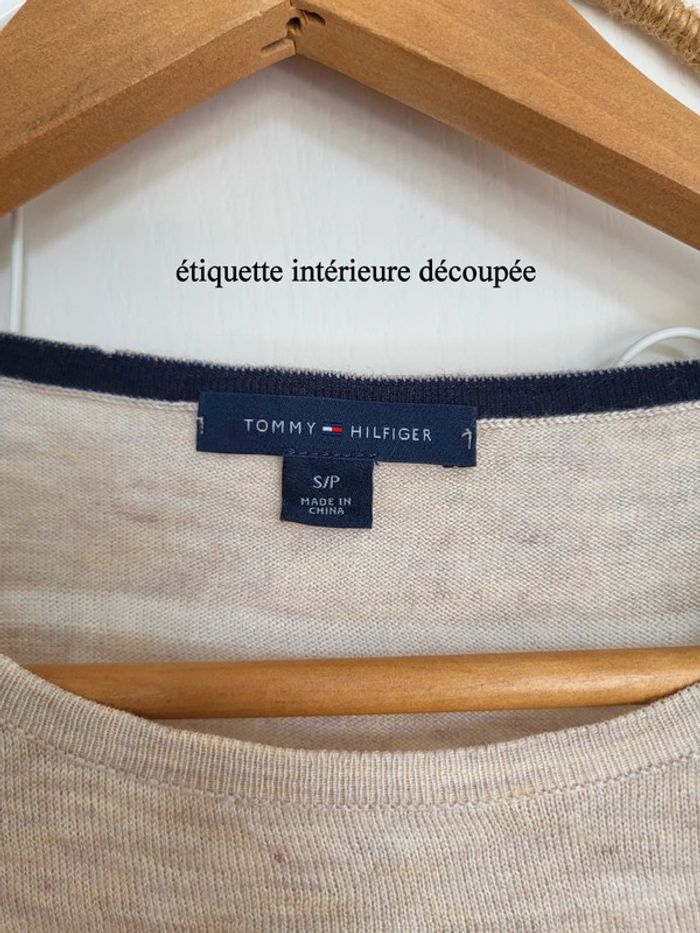 étiquette intérieure découpée
TOMMY HILFIGER
S/P
MADE IN
CHINA